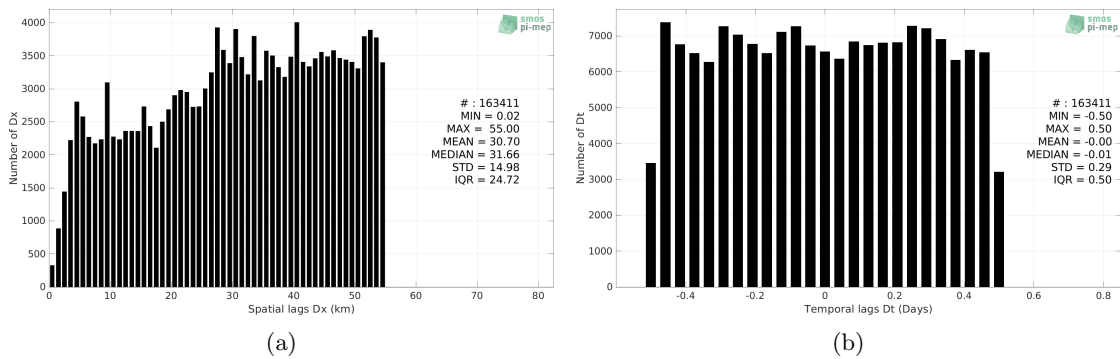 smos
pi-mep
4000
3500
3000
2500
2000
1500
1000
500
0
Number of Dx
# : 163411
MIN = 0.02
MAX = 55.00
MEAN = 30.70
MEDIAN = 31.66
STD = 14.98
IQR = 24.72
0 10 20 30 40 50 60 70 80
Spatial lags Dx (km)
(a)
smos
pi-mep
7000
6000
5000
4000
3000
2000
1000
0
Number of Dt
# : 163411
MIN = -0.50
MAX = 0.50
MEAN = -0.00
MEDIAN = -0.01
STD = 0.29
IQR = 0.50
-0.4 -0.2 0 0.2 0.4 0.6 0.8
Temporal lags Dt (Days)
(b)